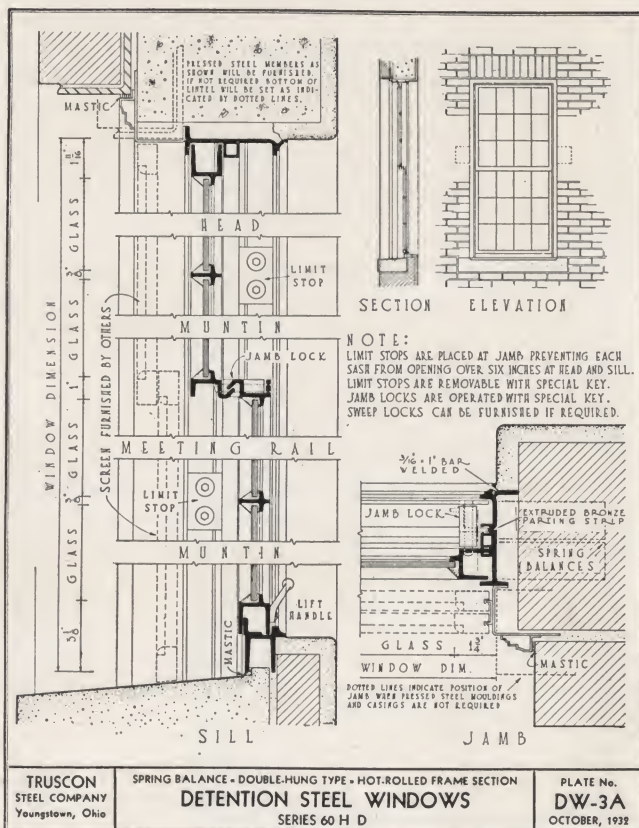 PRESSED STEEL MEMBERS AS
SHOWN WILL BE FURNISHED.
IF NOT REQUIRED BOTTOM OF
LINTEL WILL BE SET AS INDI-
CATED BY DOTTED LINES.
MASTIC
HEAD
LIMIT
STOP
MUNTIN
JAMB LOCK
MEETING RAIL
LIMIT
STOP
MUNTIN
LIFT
HANDLE
MASTIC
SILL
WINDOW DIMENSION
GLASS
GLASS
1"
GLASS
GLASS
SCREEN FURNISHED BY OTHERS
SECTION
ELEVATION
NOTE:
LIMIT STOPS ARE PLACED AT JAMB PREVENTING EACH
SASH FROM OPENING OVER SIX INCHES AT HEAD AND SILL.
LIMIT STOPS ARE REMOVABLE WITH SPECIAL KEY.
JAMB LOCKS ARE OPERATED WITH SPECIAL KEY.
SWEEP LOCKS CAN BE FURNISHED IF REQUIRED.
3/16" × 1" BAR
WELDED
JAMB LOCK
EXTRUDED BRONZE
PARTING STRIP
SPRING
BALANCES
GLASS 1 3/4"
WINDOW DIM.
MASTIC
DOTTED LINES INDICATE POSITION OF
JAMB WHEN PRESSED STEEL MOULDINGS
AND CASINGS ARE NOT REQUIRED
JAMB
TRUSCON
STEEL COMPANY
Youngstown, Ohio
SPRING BALANCE - DOUBLE-HUNG TYPE - HOT-ROLLED FRAME SECTION
DETENTION STEEL WINDOWS
SERIES 60 H D
PLATE No.
DW-3A
OCTOBER, 1932